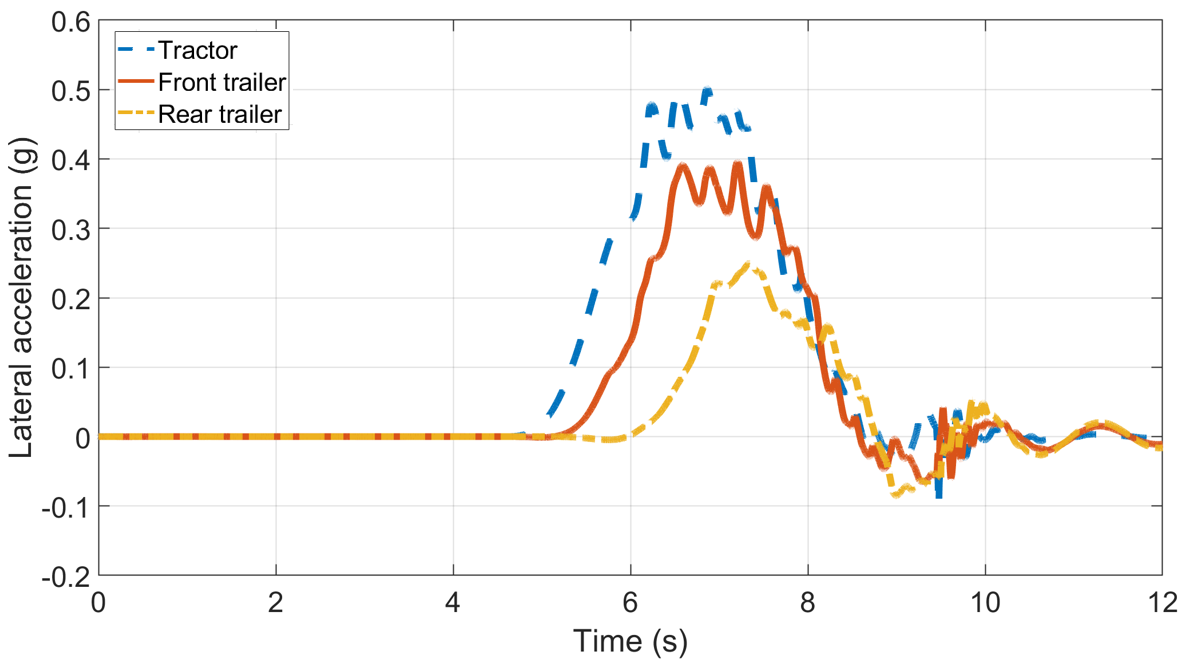 Lateral acceleration (g)
0.6
0.5
0.4
0.3
0.2
0.1
0
-0.1
-0.2
Tractor
Front trailer
Rear trailer
0 2 4 6 8 10 12
Time (s)